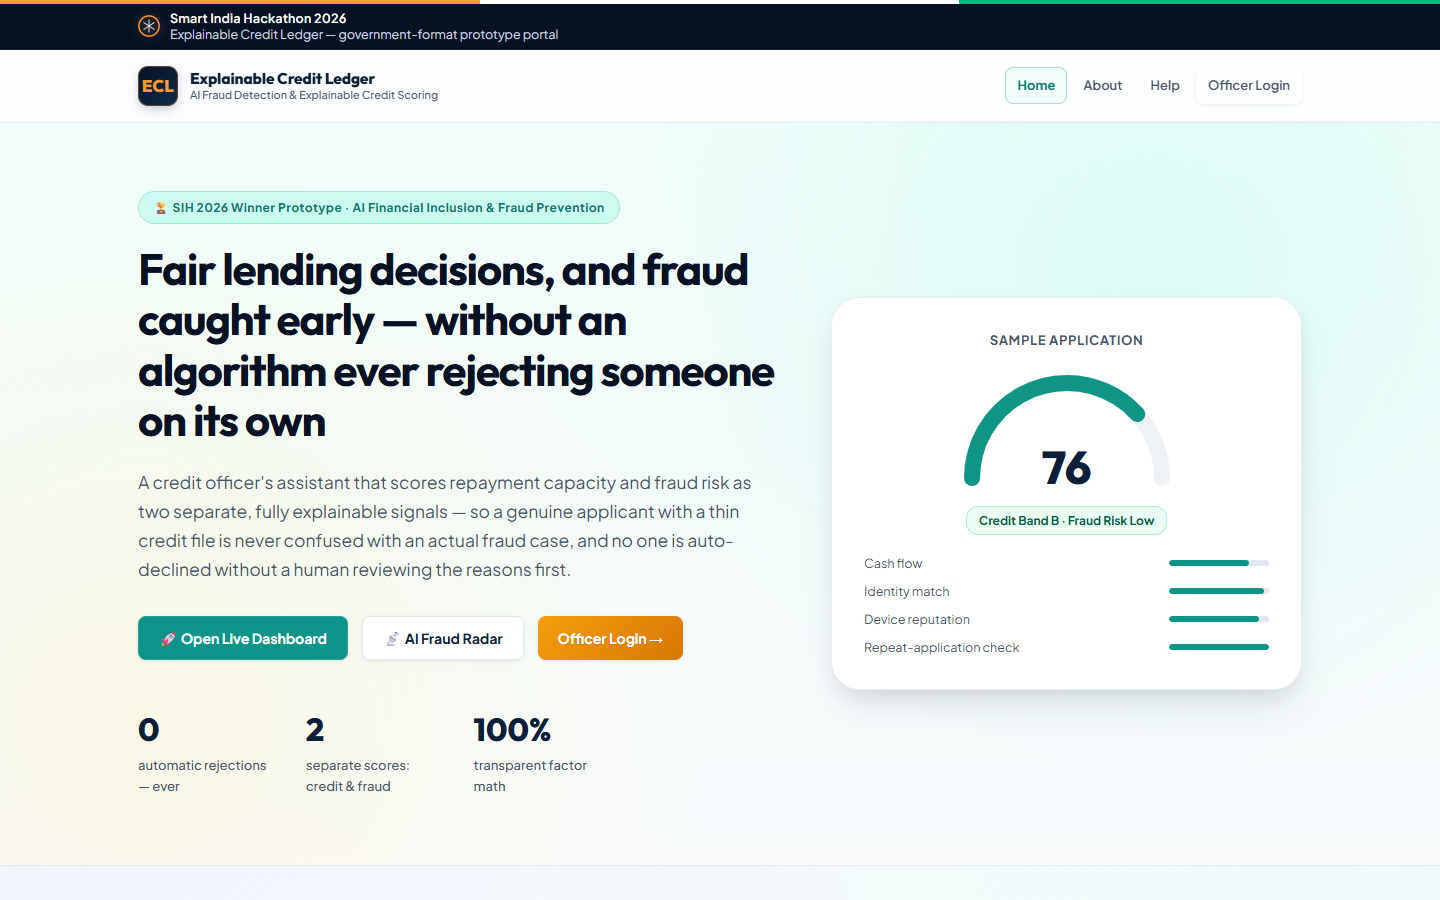 Smart India Hackathon 2026
Explainable Credit Ledger — government-format prototype portal
ECL
Explainable Credit Ledger
AI Fraud Detection & Explainable Credit Scoring
Home
About
Help
Officer Login
SIH 2026 Winner Prototype · AI Financial Inclusion & Fraud Prevention
Fair lending decisions, and fraud
caught early — without an
algorithm ever rejecting someone
on its own
A credit officer's assistant that scores repayment capacity and fraud risk as
two separate, fully explainable signals — so a genuine applicant with a thin
credit file is never confused with an actual fraud case, and no one is auto-
declined without a human reviewing the reasons first.
🚀 Open Live Dashboard
📡 AI Fraud Radar
Officer Login →
0
automatic rejections
— ever
2
separate scores:
credit & fraud
100%
transparent factor
math
SAMPLE APPLICATION
76
Credit Band B · Fraud Risk Low
Cash flow
Identity match
Device reputation
Repeat-application check